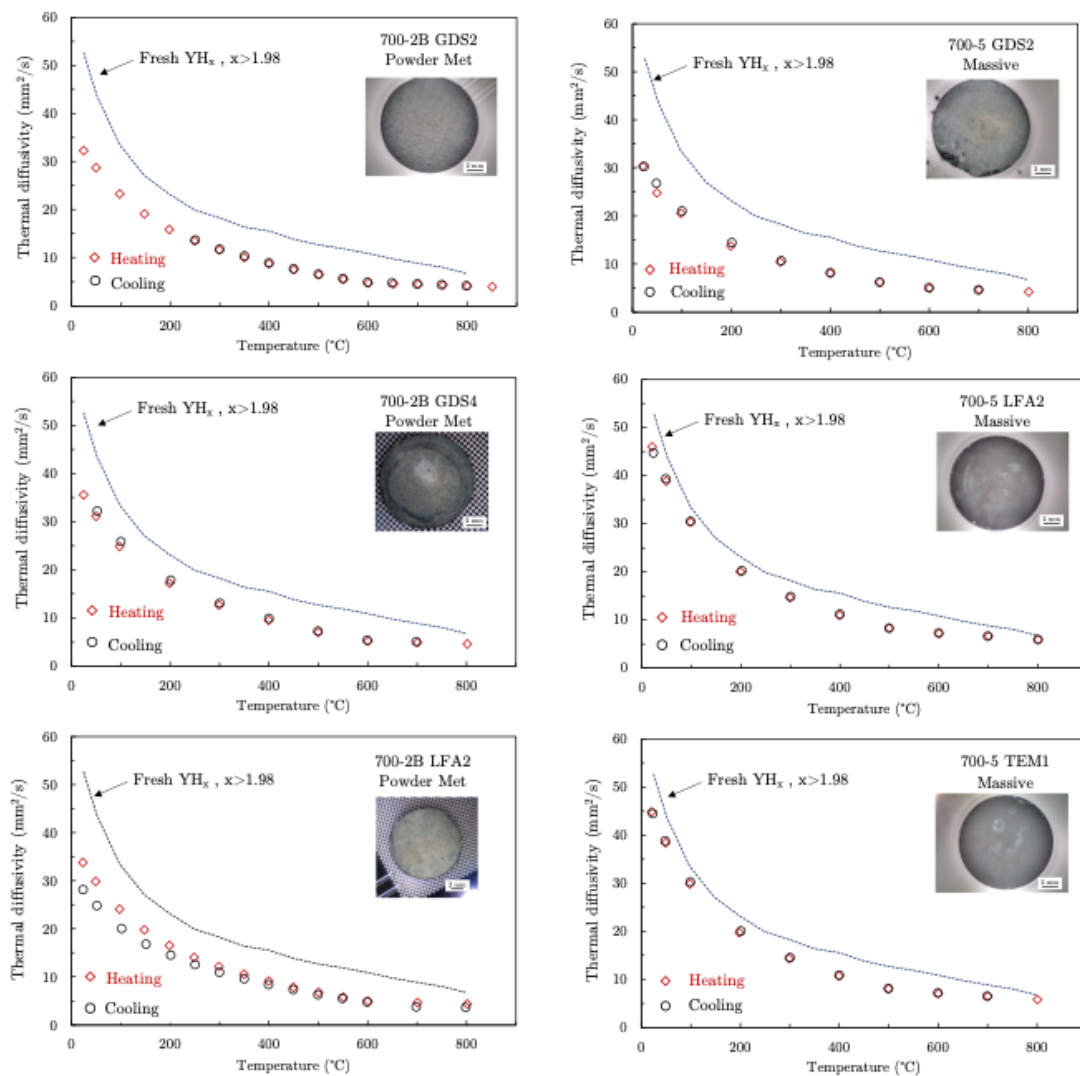 60
50
40
30
20
10
0
Thermal diffusivity (mm²/s)
Fresh YHₓ , x>1.98
700-2B GDS2
Powder Met
Heating
Cooling
0 200 400 600 800
Temperature (°C)
60
50
40
30
20
10
0
Thermal diffusivity (mm²/s)
Fresh YHₓ , x>1.98
700-5 GDS2
Massive
Heating
Cooling
0 200 400 600 800
Temperature (°C)
60
50
40
30
20
10
0
Thermal diffusivity (mm²/s)
Fresh YHₓ , x>1.98
700-2B GDS4
Powder Met
Heating
Cooling
0 200 400 600 800
Temperature (°C)
60
50
40
30
20
10
0
Thermal diffusivity (mm²/s)
Fresh YHₓ , x>1.98
700-5 LFA2
Massive
Heating
Cooling
0 200 400 600 800
Temperature (°C)
60
50
40
30
20
10
0
Thermal diffusivity (mm²/s)
Fresh YHₓ , x>1.98
700-2B LFA2
Powder Met
Heating
Cooling
0 200 400 600 800
Temperature (°C)
60
50
40
30
20
10
0
Thermal diffusivity (mm²/s)
Fresh YHₓ , x>1.98
700-5 TEM1
Massive
Heating
Cooling
0 200 400 600 800
Temperature (°C)